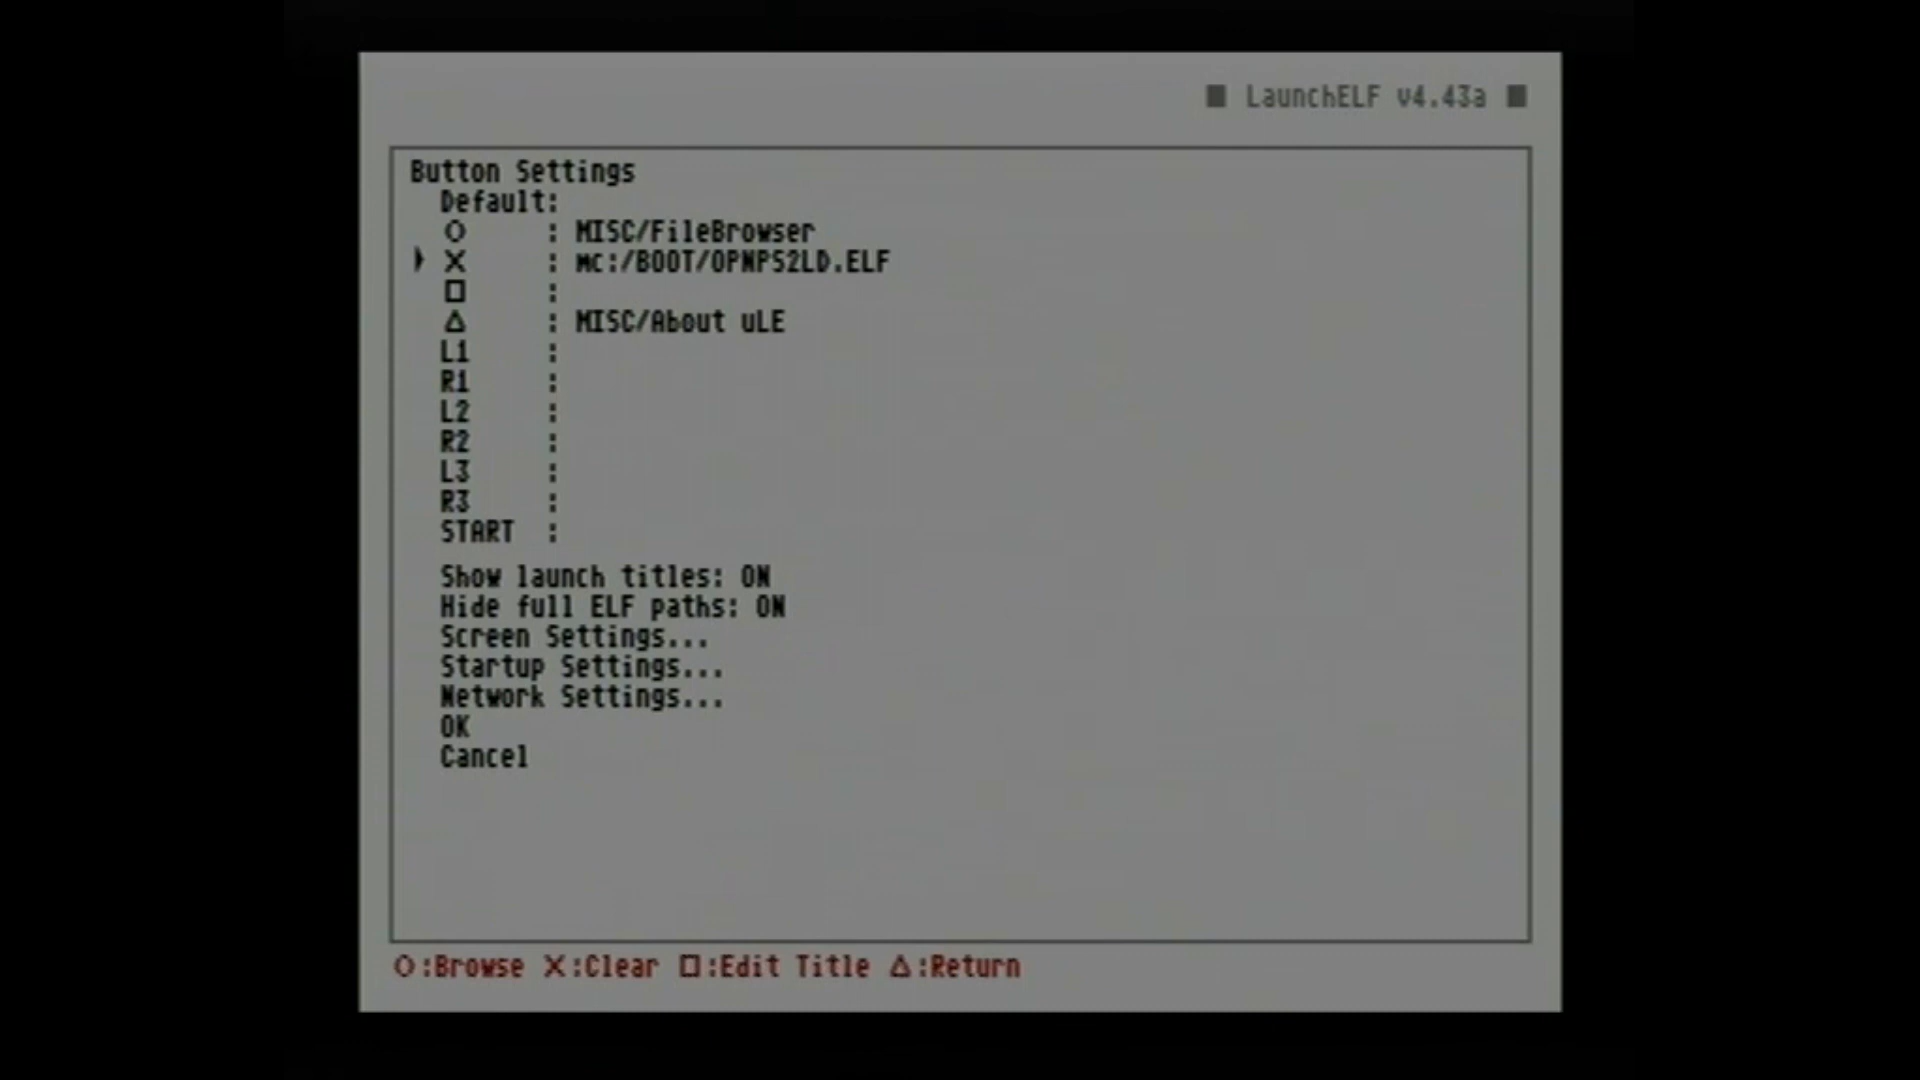 ■ LaunchELF v4.43a ■
Button Settings
Default:
○ : MISC/FileBrowser
X : mc:/BOOT/OPNPS2LD.ELF
□ :
△ : MISC/About uLE
L1 :
R1 :
L2 :
R2 :
L3 :
R3 :
START :
Show launch titles: ON
Hide full ELF paths: ON
Screen Settings...
Startup Settings...
Network Settings...
OK
Cancel
○:Browse X:Clear □:Edit Title △:Return